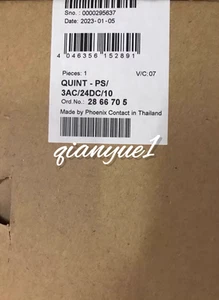 Sno. : 0000295637
Date : 2023-01-05
4 046356 152891
Pieces: 1 V/C: 07
QUINT - PS/
3AC/24DC/10
Ord.No.: 28 66 70 5
Made by Phoenix Contact in Thailand
qianyue1